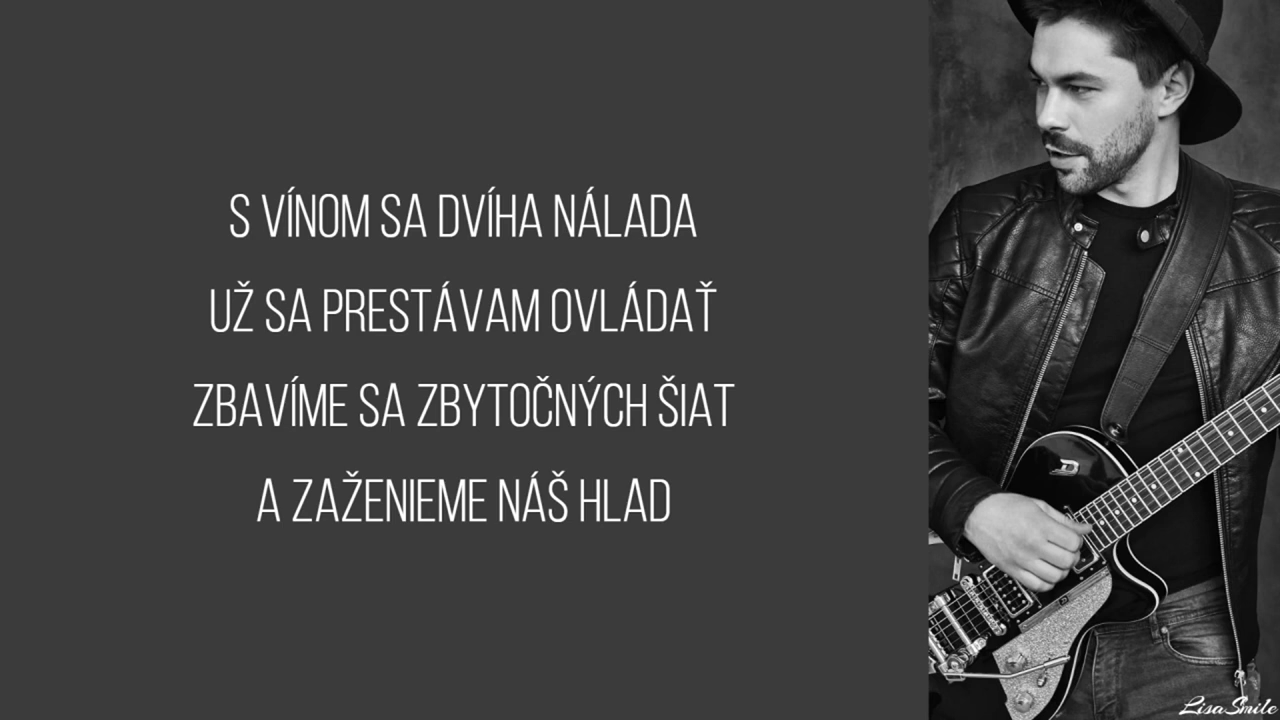 S VÍNOM SA DVÍHA NÁLADA
UŽ SA PRESTÁVAM OVLÁDAŤ
ZBAVÍME SA ZBYTOČNÝCH ŠIAT
A ZAŽENIEME NÁŠ HLAD
D
LisaSmile